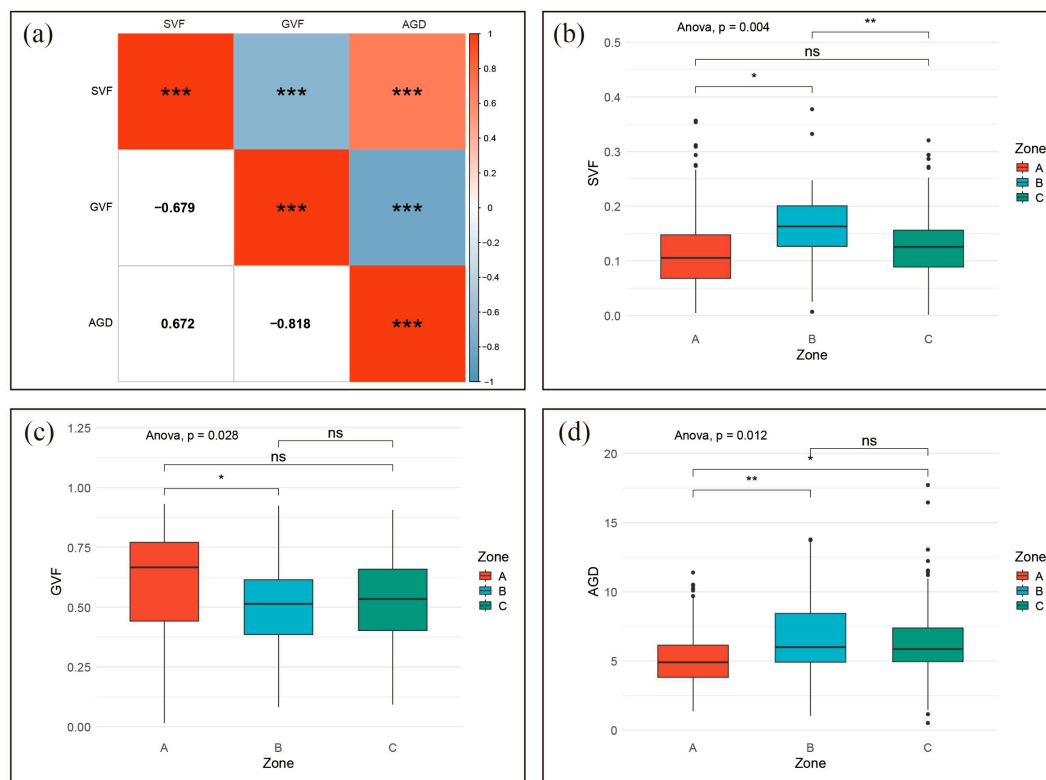 (a)
SVF GVF AGD
SVF *** *** ***
GVF −0.679 *** ***
AGD 0.672 −0.818 ***
1
0.8
0.6
0.4
0.2
0
−0.2
−0.4
−0.6
−0.8
−1
(b)
Anova, p = 0.004
**
ns
*
SVF
0.5
0.4
0.3
0.2
0.1
0.0
A B C
Zone
Zone
A
B
C
(c)
Anova, p = 0.028
ns
ns
*
GVF
1.25
1.00
0.75
0.50
0.25
0.00
A B C
Zone
Zone
A
B
C
(d)
Anova, p = 0.012
ns
*
**
AGD
20
15
10
5
0
A B C
Zone
Zone
A
B
C